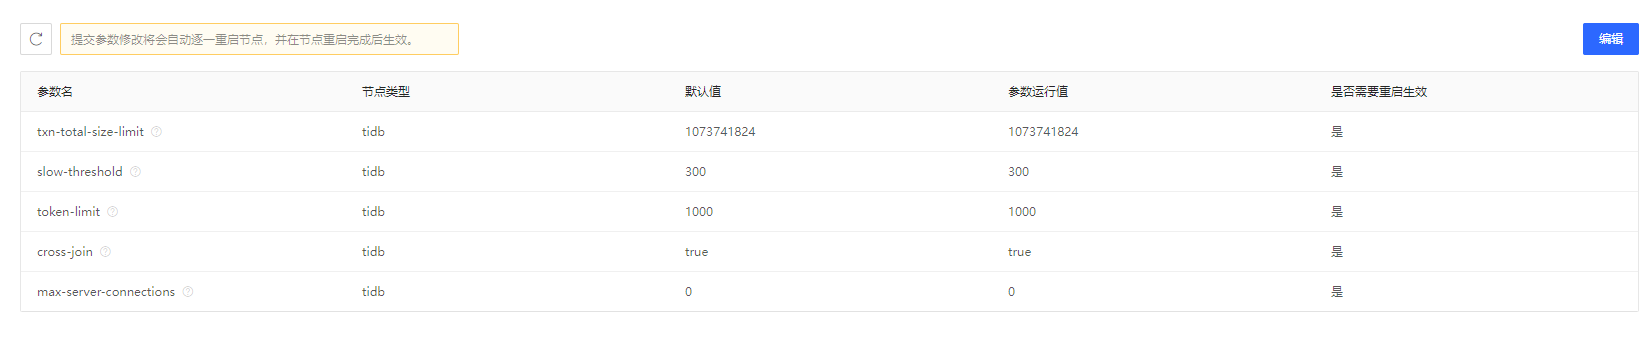 提交参数修改将会自动逐一重启节点，并在节点重启完成后生效。
编辑
参数名 节点类型 默认值 参数运行值 是否需要重启生效
txn-total-size-limit tidb 1073741824 1073741824 是
slow-threshold tidb 300 300 是
token-limit tidb 1000 1000 是
cross-join tidb true true 是
max-server-connections tidb 0 0 是